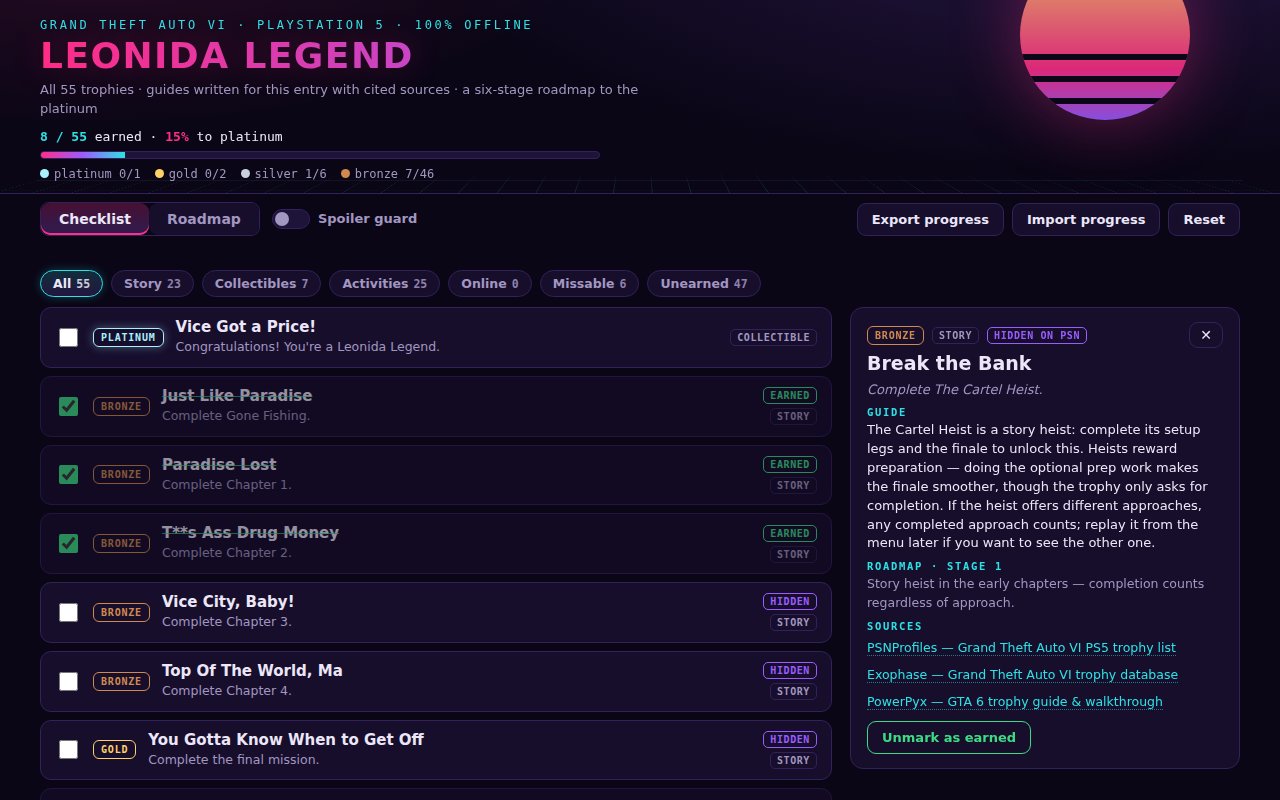 GRAND THEFT AUTO VI · PLAYSTATION 5 · 100% OFFLINE
LEONIDA LEGEND
All 55 trophies · guides written for this entry with cited sources · a six-stage roadmap to the
platinum
8 / 55 earned · 15% to platinum
platinum 0/1 gold 0/2 silver 1/6 bronze 7/46
Checklist Roadmap Spoiler guard Export progress Import progress Reset
All 55 Story 23 Collectibles 7 Activities 25 Online 0 Missable 6 Unearned 47
PLATINUM Vice Got a Price! COLLECTIBLE
Congratulations! You're a Leonida Legend.
BRONZE Just Like Paradise EARNED
Complete Gone Fishing. STORY
BRONZE Paradise Lost EARNED
Complete Chapter 1. STORY
BRONZE T**s Ass Drug Money EARNED
Complete Chapter 2. STORY
BRONZE Vice City, Baby! HIDDEN
Complete Chapter 3. STORY
BRONZE Top Of The World, Ma HIDDEN
Complete Chapter 4. STORY
GOLD You Gotta Know When to Get Off HIDDEN
Complete the final mission. STORY
BRONZE STORY HIDDEN ON PSN ✕
Break the Bank
Complete The Cartel Heist.
GUIDE
The Cartel Heist is a story heist: complete its setup
legs and the finale to unlock this. Heists reward
preparation — doing the optional prep work makes
the finale smoother, though the trophy only asks for
completion. If the heist offers different approaches,
any completed approach counts; replay it from the
menu later if you want to see the other one.
ROADMAP · STAGE 1
Story heist in the early chapters — completion counts
regardless of approach.
SOURCES
PSNProfiles — Grand Theft Auto VI PS5 trophy list
Exophase — Grand Theft Auto VI trophy database
PowerPyx — GTA 6 trophy guide & walkthrough
Unmark as earned